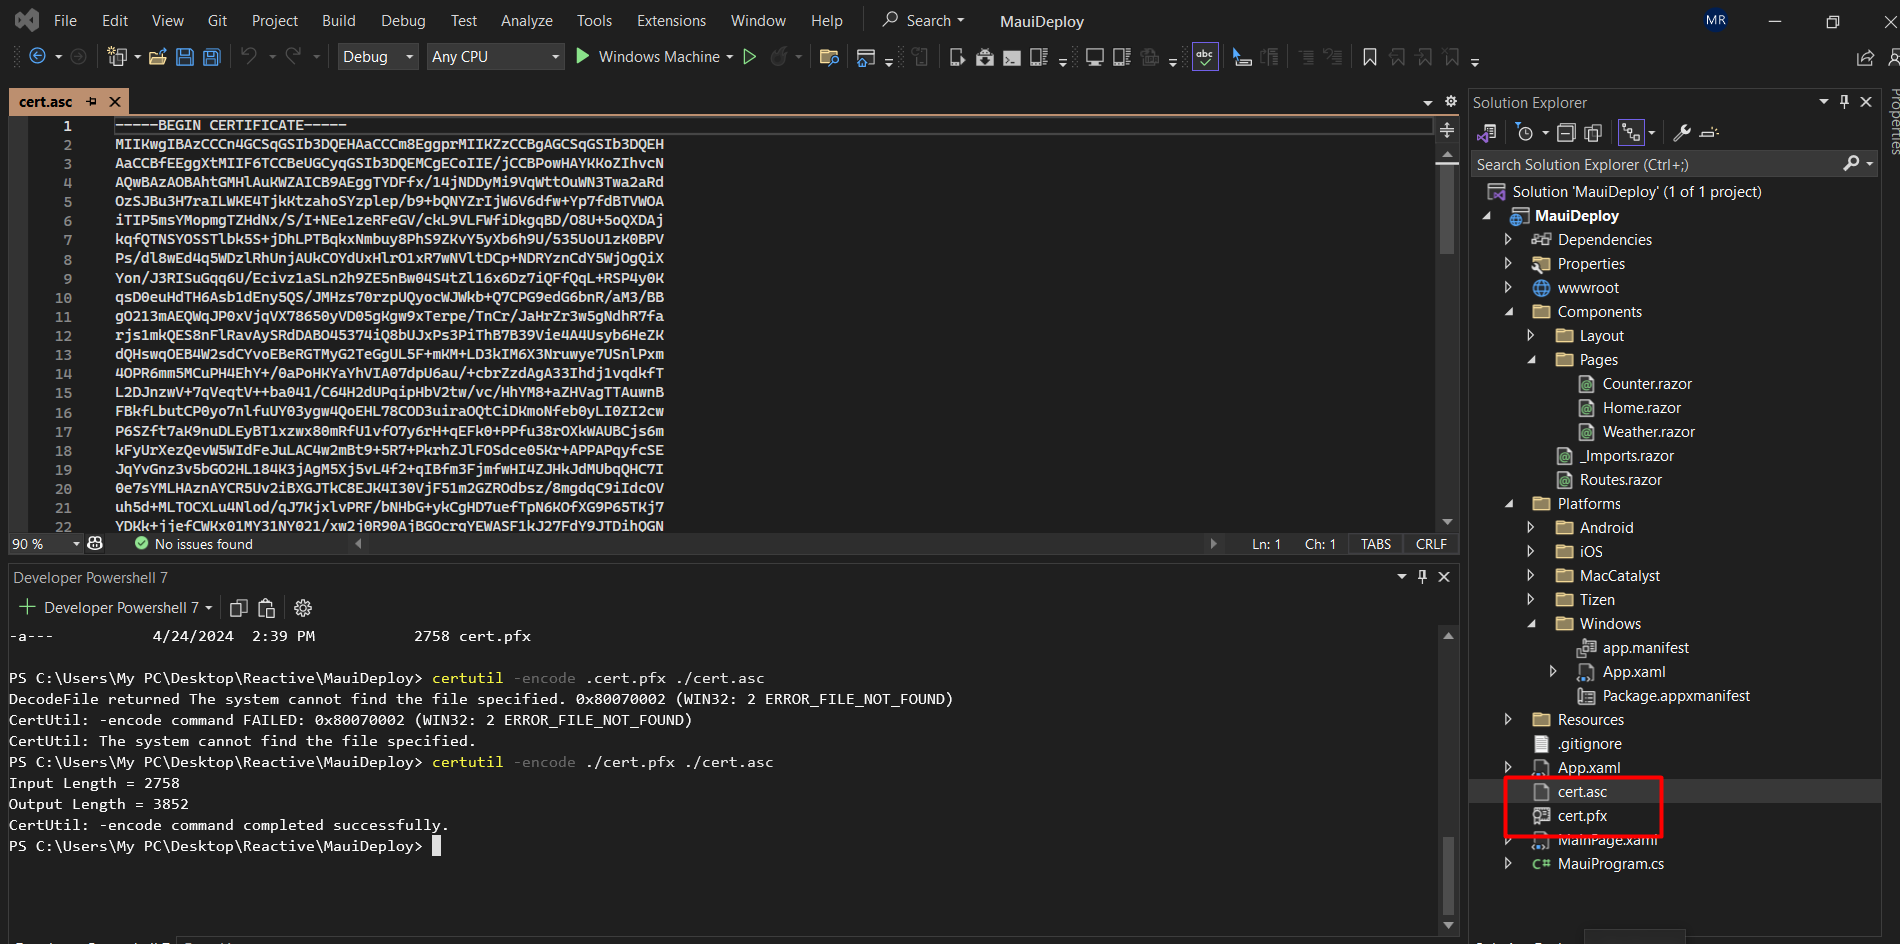 File Edit View Git Project Build Debug Test Analyze Tools Extensions Window Help Search MauiDeploy MR
Debug Any CPU Windows Machine abc
cert.asc
1 -----BEGIN CERTIFICATE-----
2 MIIKwgIBAzCCCn4GCSqGSIb3DQEHAaCCCm8EggprMIIKZzCCBgAGCSqGSIb3DQEH
3 AaCCBfEEggXtMIIF6TCCBeUGCyqGSIb3DQEMCgECoIIE/jCCBPowHAYKKoZIhvcN
4 AQwBAzAOBAhtGMHlAuKWZAICB9AEggTYDFfx/14jNDDyMi9VqWttOuWN3Twa2aRd
5 OzSJBu3H7raILWKE4TjkKtzahoSYzplep/b9+bQNYZrIjW6V6dfw+Yp7fdBTVWOA
6 iTIP5msYMopmgTZHdNx/S/I+NEe1zeRFeGV/ckL9VLFWfiDkgqBD/O8U+5oQXDAj
7 kqfQTNSYOSSTlbk5S+jDhLPTBqkxNmbuy8PhS9ZKvY5yXb6h9U/535UoU1zK0BPV
8 Ps/dl8wEd4q5WDzlRhUnjAUkCOYdUxHlrO1xR7wNVltDCp+NDRYznCdY5WjOgQiX
9 Yon/J3RISuGqq6U/Ecivz1aSLn2h9ZE5nBw04S4tZl16x6Dz7iQFfQqL+RSP4y0K
10 qsD0euHdTH6Asb1dEny5QS/JMHzs70rzpUQyocWJWkb+Q7CPG9edG6bnR/aM3/BB
11 gO213mAEQWqJP0xVjqVX78650yVD05gKgw9xTerpe/TnCr/JaHrZr3w5gNdhR7fa
12 rjs1mkQES8nFlRavAySRdDABO45374iQ8bUJxPs3PiThB7B39Vie4A4Usyb6HeZK
13 dQHswqOEB4W2sdCYvoEBeRGTMyG2TeGgUL5F+mKM+LD3kIM6X3Nruwye7USnlPxm
14 4OPR6mm5MCuPH4EhY+/0aPoHKYaYhVIA07dpU6au/+cbrZzdAgA33Ihdj1vqdkfT
15 L2DJnzwV+7qVeqtV++ba041/C64H2dUPqipHbV2tw/vc/HhYM8+aZHVagTTAuwnB
16 FBkfLbutCP0yo7nlfuUY03ygw4QoEHL78COD3uiraOQtCiDKmoNfeb0yLI0ZI2cw
17 P6SZft7aK9nuDLEyBT1xzwx80mRfU1vfO7y6rH+qEFk0+PPfu38rOXkWAUBCjs6m
18 kFyUrXezQevW5WIdFeJuLAC4w2mBt9+5R7+PkrhZJlFOSdce05Kr+APPAPqyfcSE
19 JqYvGnz3v5bGO2HL184K3jAgM5Xj5vL4f2+qIBfm3FjmfwHI4ZJHkJdMUbqQHC7I
20 0e7sYMLHAznAYCR5Uv2iBXGJTkC8EJK4I30VjF51m2GZROdbsz/8mgdqC9iIdcOV
21 uh5d+MLTOCXLu4Nlod/qJ7KjxlvPRF/bNHbG+ykCgHD7uefTpN6KOfXG9P65TKj7
22 YDKk+jjefCWKx01MY31NY021/xw2j0R90AjBGOcrqYEWASF1kJ27FdY9JTDihQGN
90 % No issues found Ln: 1 Ch: 1 TABS CRLF
Developer Powershell 7
Developer Powershell 7
-a--- 4/24/2024 2:39 PM 2758 cert.pfx
PS C:\Users\My PC\Desktop\Reactive\MauiDeploy> certutil -encode .cert.pfx ./cert.asc
DecodeFile returned The system cannot find the file specified. 0x80070002 (WIN32: 2 ERROR_FILE_NOT_FOUND)
CertUtil: -encode command FAILED: 0x80070002 (WIN32: 2 ERROR_FILE_NOT_FOUND)
CertUtil: The system cannot find the file specified.
PS C:\Users\My PC\Desktop\Reactive\MauiDeploy> certutil -encode ./cert.pfx ./cert.asc
Input Length = 2758
Output Length = 3852
CertUtil: -encode command completed successfully.
PS C:\Users\My PC\Desktop\Reactive\MauiDeploy>
Solution Explorer
Search Solution Explorer (Ctrl+;)
Solution 'MauiDeploy' (1 of 1 project)
MauiDeploy
Dependencies
Properties
wwwroot
Components
Layout
Pages
Counter.razor
Home.razor
Weather.razor
_Imports.razor
Routes.razor
Platforms
Android
iOS
MacCatalyst
Tizen
Windows
app.manifest
App.xaml
Package.appxmanifest
Resources
.gitignore
App.xaml
cert.asc
cert.pfx
MainPage.xaml
C# MauiProgram.cs
Properties